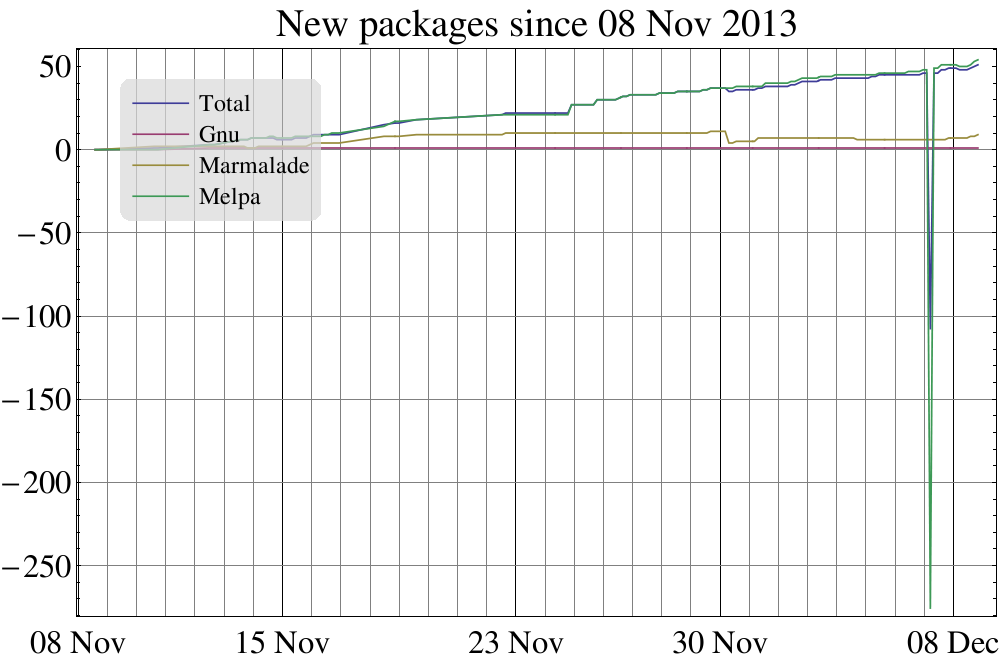 New packages since 08 Nov 2013
50
0
−50
−100
−150
−200
−250
Total
Gnu
Marmalade
Melpa
08 Nov 15 Nov 23 Nov 30 Nov 08 Dec